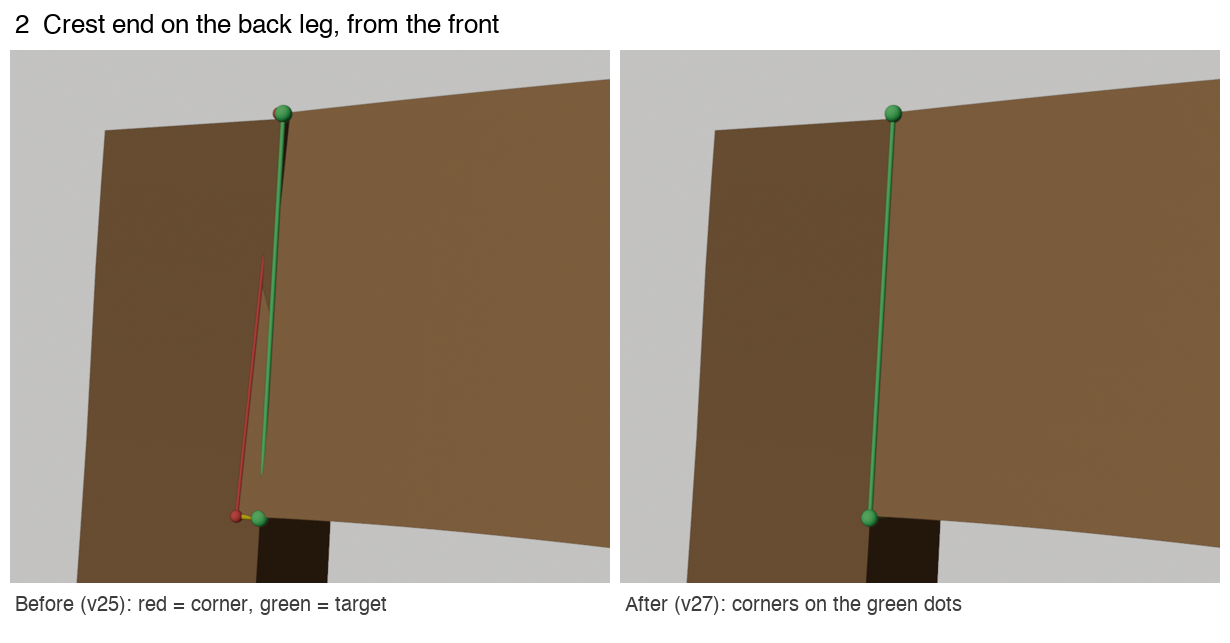 2 Crest end on the back leg, from the front
Before (v25): red = corner, green = target
After (v27): corners on the green dots